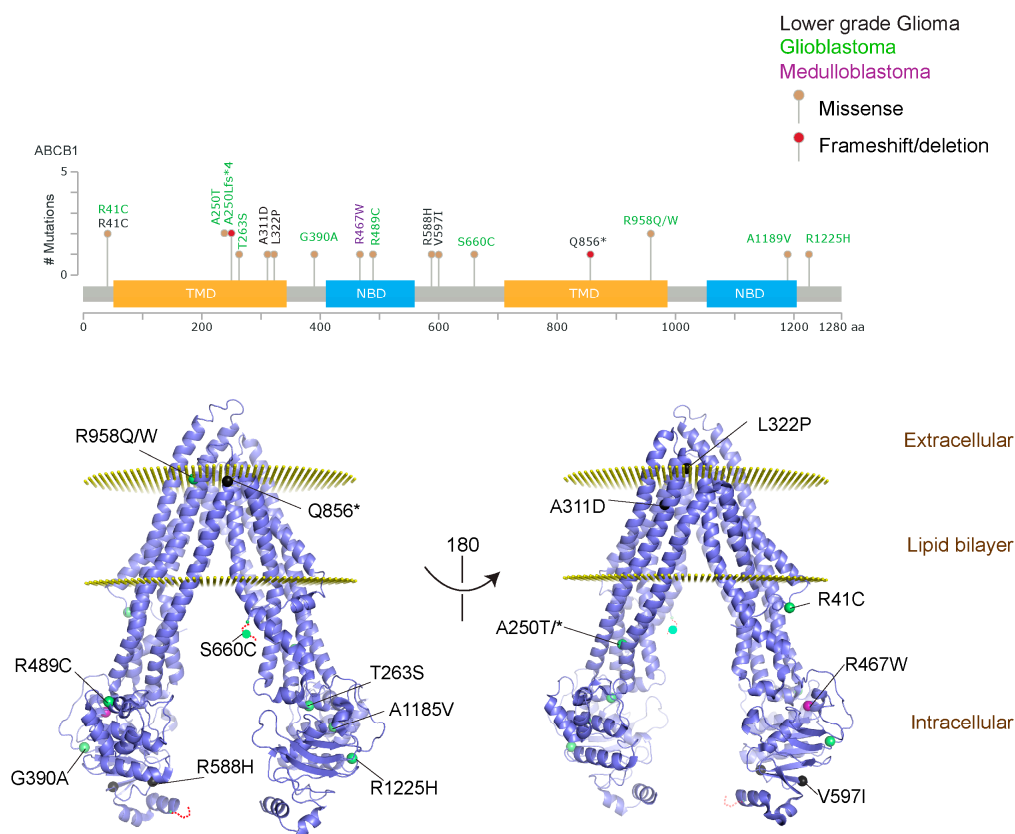 Lower grade Glioma
Glioblastoma
Medulloblastoma
Missense
Frameshift/deletion
ABCB1
# Mutations
5
0
R41C
R41C
A250T
A250Lfs*4
T263S
A311D
L322P
G390A
R467W
R489C
R588H
V597I
S660C
Q856*
R958Q/W
A1189V
R1225H
TMD
NBD
TMD
NBD
0
200
400
600
800
1000
1200
1280 aa
R958Q/W
Q856*
S660C
R489C
T263S
A1185V
G390A
R588H
R1225H
180
L322P
A311D
R41C
A250T/*
R467W
V597I
Extracellular
Lipid bilayer
Intracellular